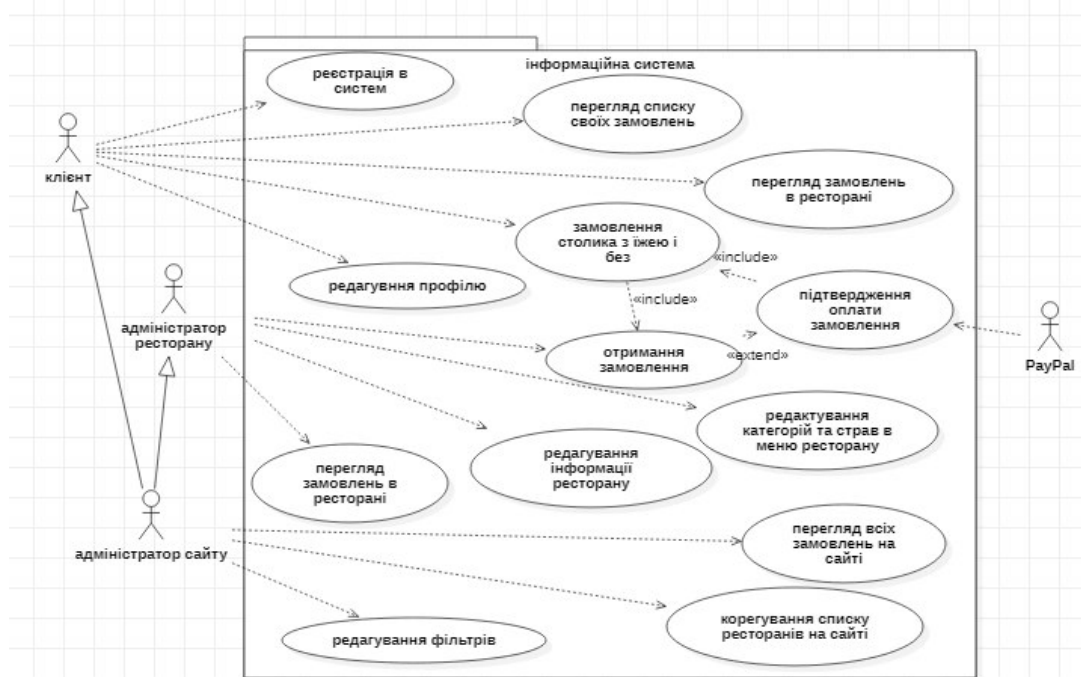 інформаційна система
реєстрація в
систем
перегляд списку
своїх замовлень
клієнт
перегляд замовлень
в ресторані
замовлення
столика з їжею і
без
«include»
редагувння профілю
«include»
підтвердження
оплати
замовлення
адміністратор
ресторану
отримання
замовлення
«extend»
PayPal
редактування
категорій та страв в
меню ресторану
перегляд
замовлень в
ресторані
редагування
інформації
ресторану
адміністратор сайту
перегляд всіх
замовлень на
сайті
редагування фільтрів
корегування списку
ресторанів на сайті